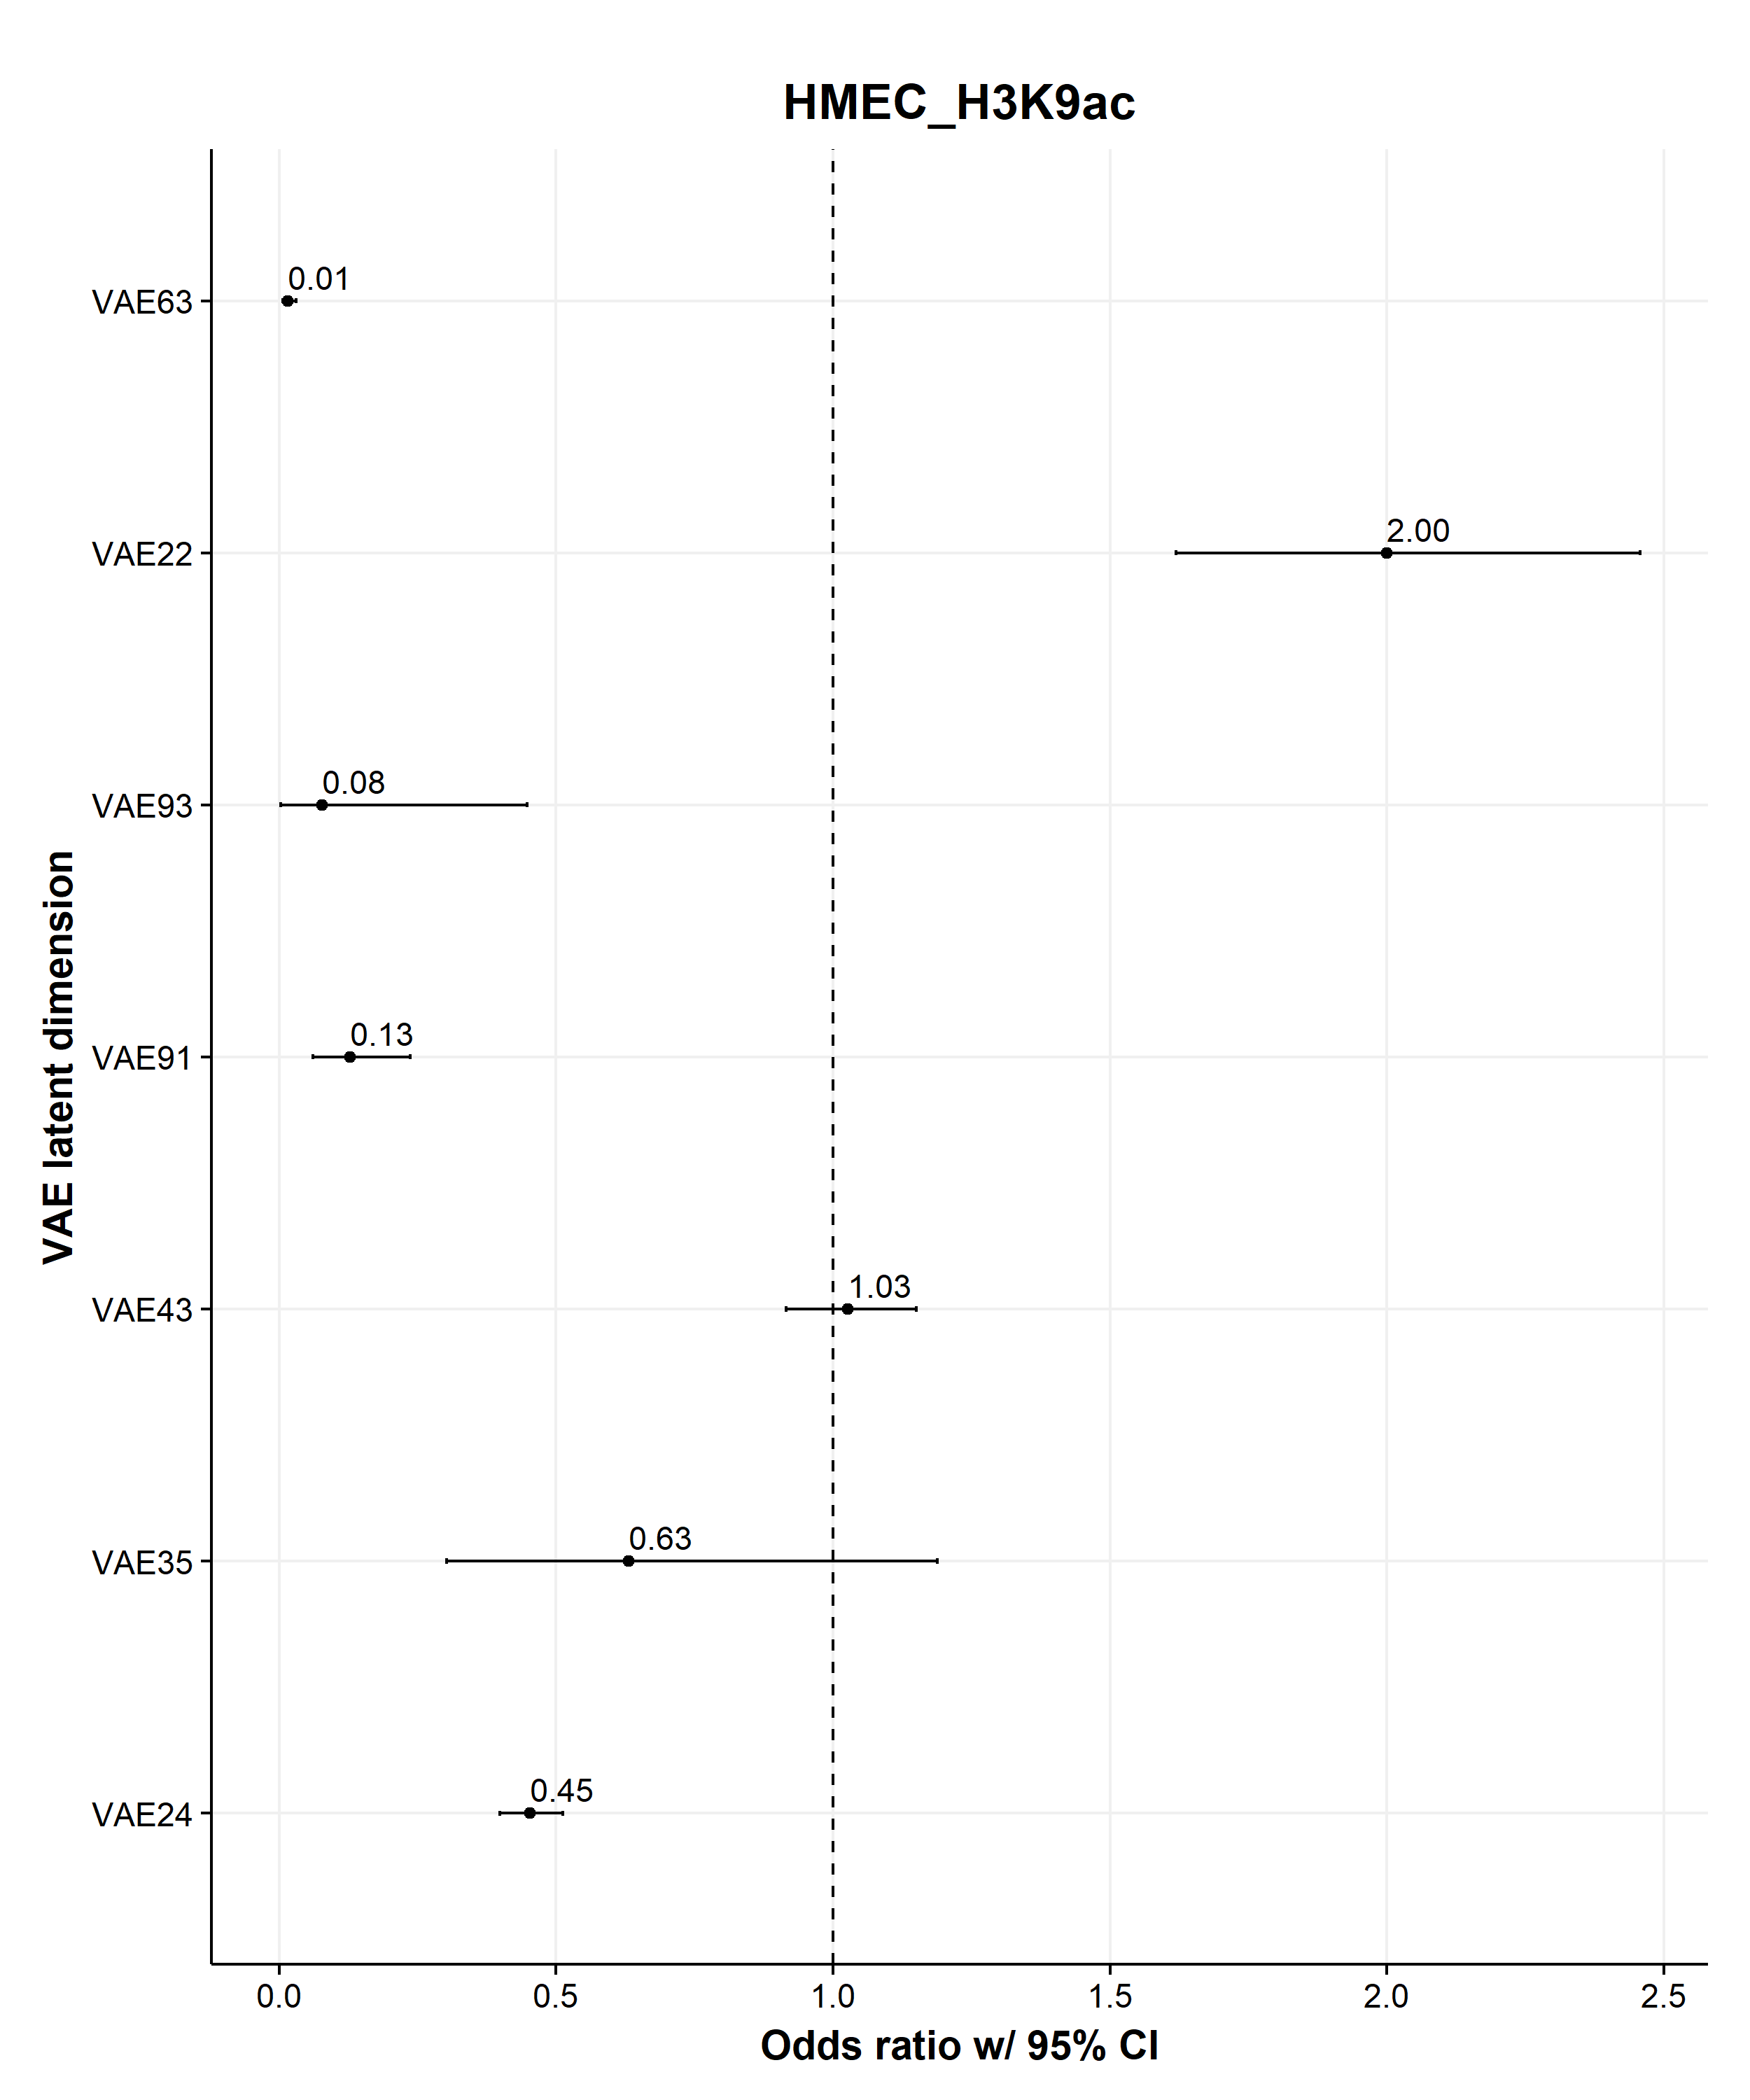 HMEC_H3K9ac
VAE latent dimension
VAE63
0.01
VAE22
2.00
VAE93
0.08
VAE91
0.13
VAE43
1.03
VAE35
0.63
VAE24
0.45
0.0 0.5 1.0 1.5 2.0 2.5
Odds ratio w/ 95% CI